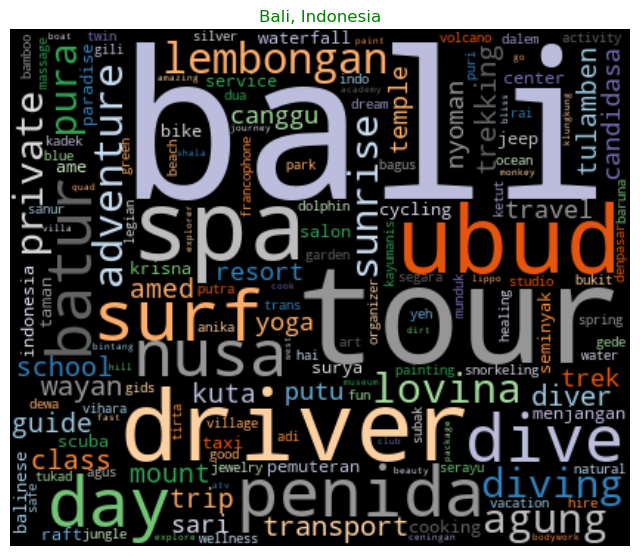 Bali, Indonesia
bali
tour
driver
ubud
spa
surf
nusa
penida
dive
day
batur
private
adventure
lembongan
pura
sunrise
agung
diving
lovina
yoga
amed
trip
transport
class
mount
guide
wayan
school
resort
canggu
service
temple
nyoman
trekking
tulamben
candidasa
travel
cycling
bike
jeep
center
waterfall
silver
twin
boat
paint
indo
dua
gili
paradise
massage
bamboo
kadek
blue
ame
green
amazing
academy
dream
journey
shala
beach
park
bagus
francophone
volcano
dalem
activity
go
puri
rai
bliss
klungkung
ocean
monkey
ketut
quad
sanur
villa
legian
explorer
dolphin
salon
garden
krisna
putra
cook
trans
anika
indonesia
taman
bintang
hill
west
hai
surya
art
organizer
kayumanis
segara
lippo
studio
bukit
denpasar
baruna
munduk
healing
seminyak
spring
gede
water
yeh
dirt
painting
snorkeling
museum
fun
kuta
putu
diver
trek
menjangan
dewa
vihara
gids
fast
tirta
village
taxi
adi
good
subak
club
package
scuba
balinese
safe
tukad
agus
raft
jungle
explore
atv
sari
wellness
jewelry
pemuteran
beauty
serayu
cooking
ceningan
vacation
natural
hire
bodywork